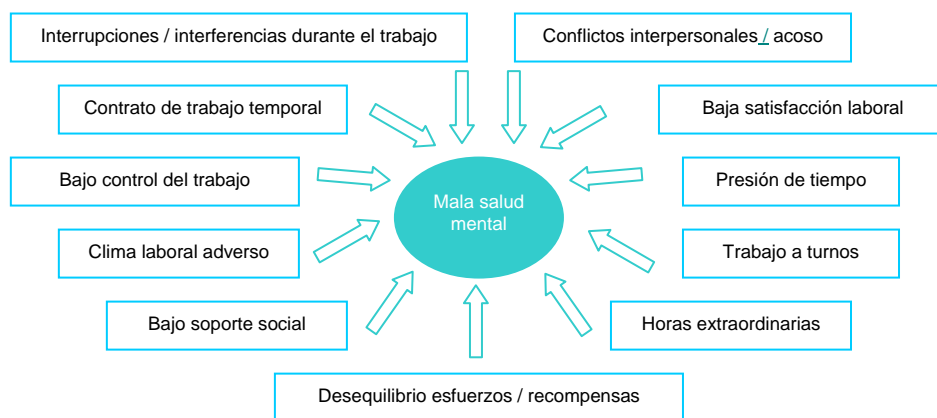 Interrupciones / interferencias durante el trabajo
Conflictos interpersonales / acoso
Contrato de trabajo temporal
Baja satisfacción laboral
Bajo control del trabajo
Mala salud
mental
Presión de tiempo
Clima laboral adverso
Trabajo a turnos
Bajo soporte social
Horas extraordinarias
Desequilibrio esfuerzos / recompensas